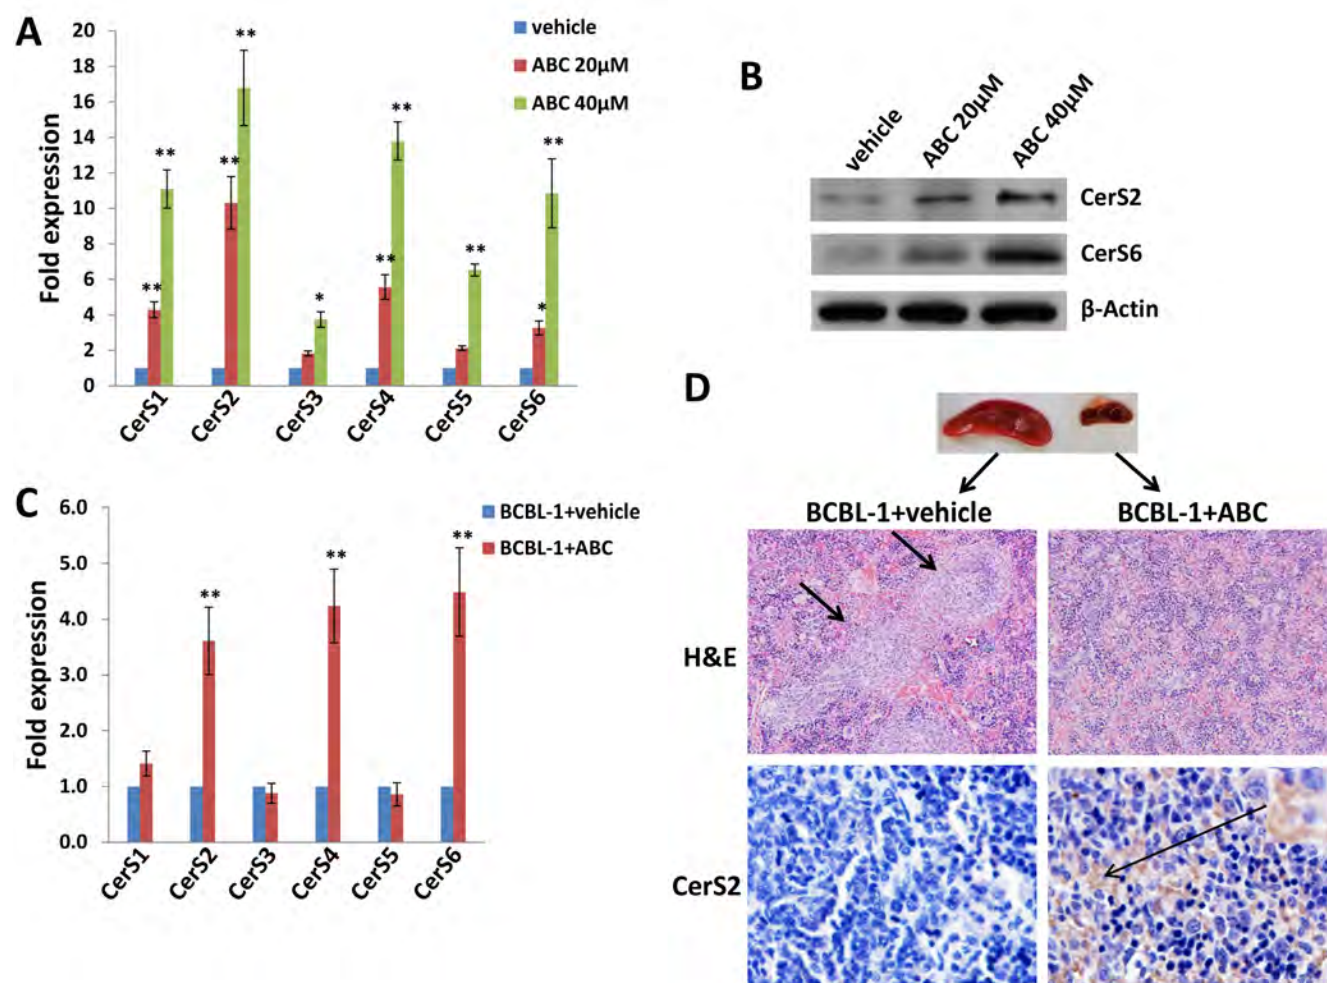 A
20
18
16
14
12
10
8
6
4
2
0
Fold expression
vehicle
ABC 20μM
ABC 40μM
**
**
**
**
*
**
**
**
*
**
CerS1
CerS2
CerS3
CerS4
CerS5
CerS6
B
vehicle
ABC 20μM
ABC 40μM
CerS2
CerS6
β-Actin
C
6.0
5.0
4.0
3.0
2.0
1.0
0.0
Fold expression
BCBL-1+vehicle
BCBL-1+ABC
**
**
**
CerS1
CerS2
CerS3
CerS4
CerS5
CerS6
D
BCBL-1+vehicle
BCBL-1+ABC
H&E
CerS2